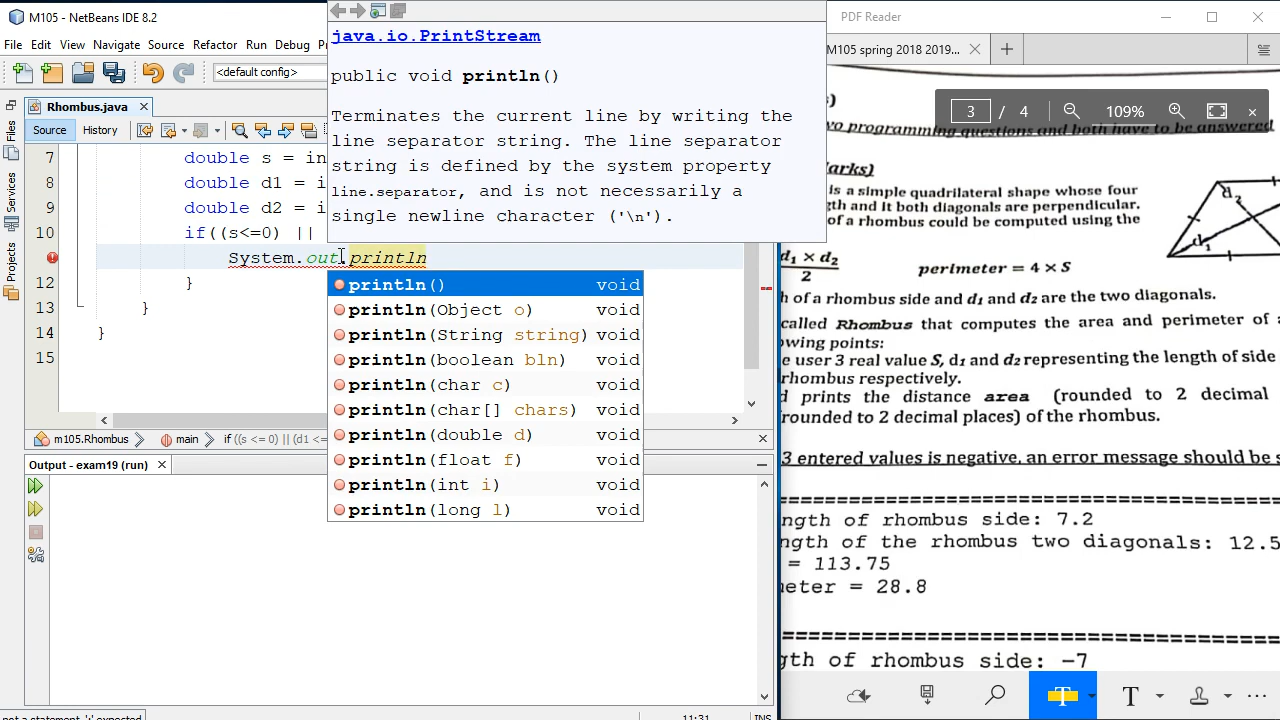 M105 - NetBeans IDE 8.2
File Edit View Navigate Source Refactor Run Debug
<default config>
Rhombus.java
Source History
Files
Services
Projects
7 double s = in
8 double d1 = i
9 double d2 = i
10 if((s<=0) ||
System.out.println
12 }
13 }
14 }
15
java.io.PrintStream
public void println()
Terminates the current line by writing the
line separator string. The line separator
string is defined by the system property
line.separator, and is not necessarily a
single newline character ('\n').
println() void
println(Object o) void
println(String string) void
println(boolean bln) void
println(char c) void
println(char[] chars) void
println(double d) void
println(float f) void
println(int i) void
println(long l) void
m105.Rhombus main if ((s <= 0) || (d1 <=
Output - exam19 (run)
not a statement, ';' expected
11:31 INS
PDF Reader
M105 spring 2018 2019...
3 / 4 109%
wo programming questions and both have to be answered
arks)
is a simple quadrilateral shape whose four
gth and it both diagonals are perpendicular.
of a rhombus could be computed using the
d1 × d2
2
perimeter = 4 × S
d2
d1
h of a rhombus side and d1 and d2 are the two diagonals.
called Rhombus that computes the area and perimeter of a
owing points:
e user 3 real value S, d1 and d2 representing the length of side
rhombus respectively.
d prints the distance area (rounded to 2 decimal
rounded to 2 decimal places) of the rhombus.
3 entered values is negative, an error message should be s
ngth of rhombus side: 7.2
ngth of the rhombus two diagonals: 12.5
= 113.75
meter = 28.8
gth of rhombus side: -7
T T